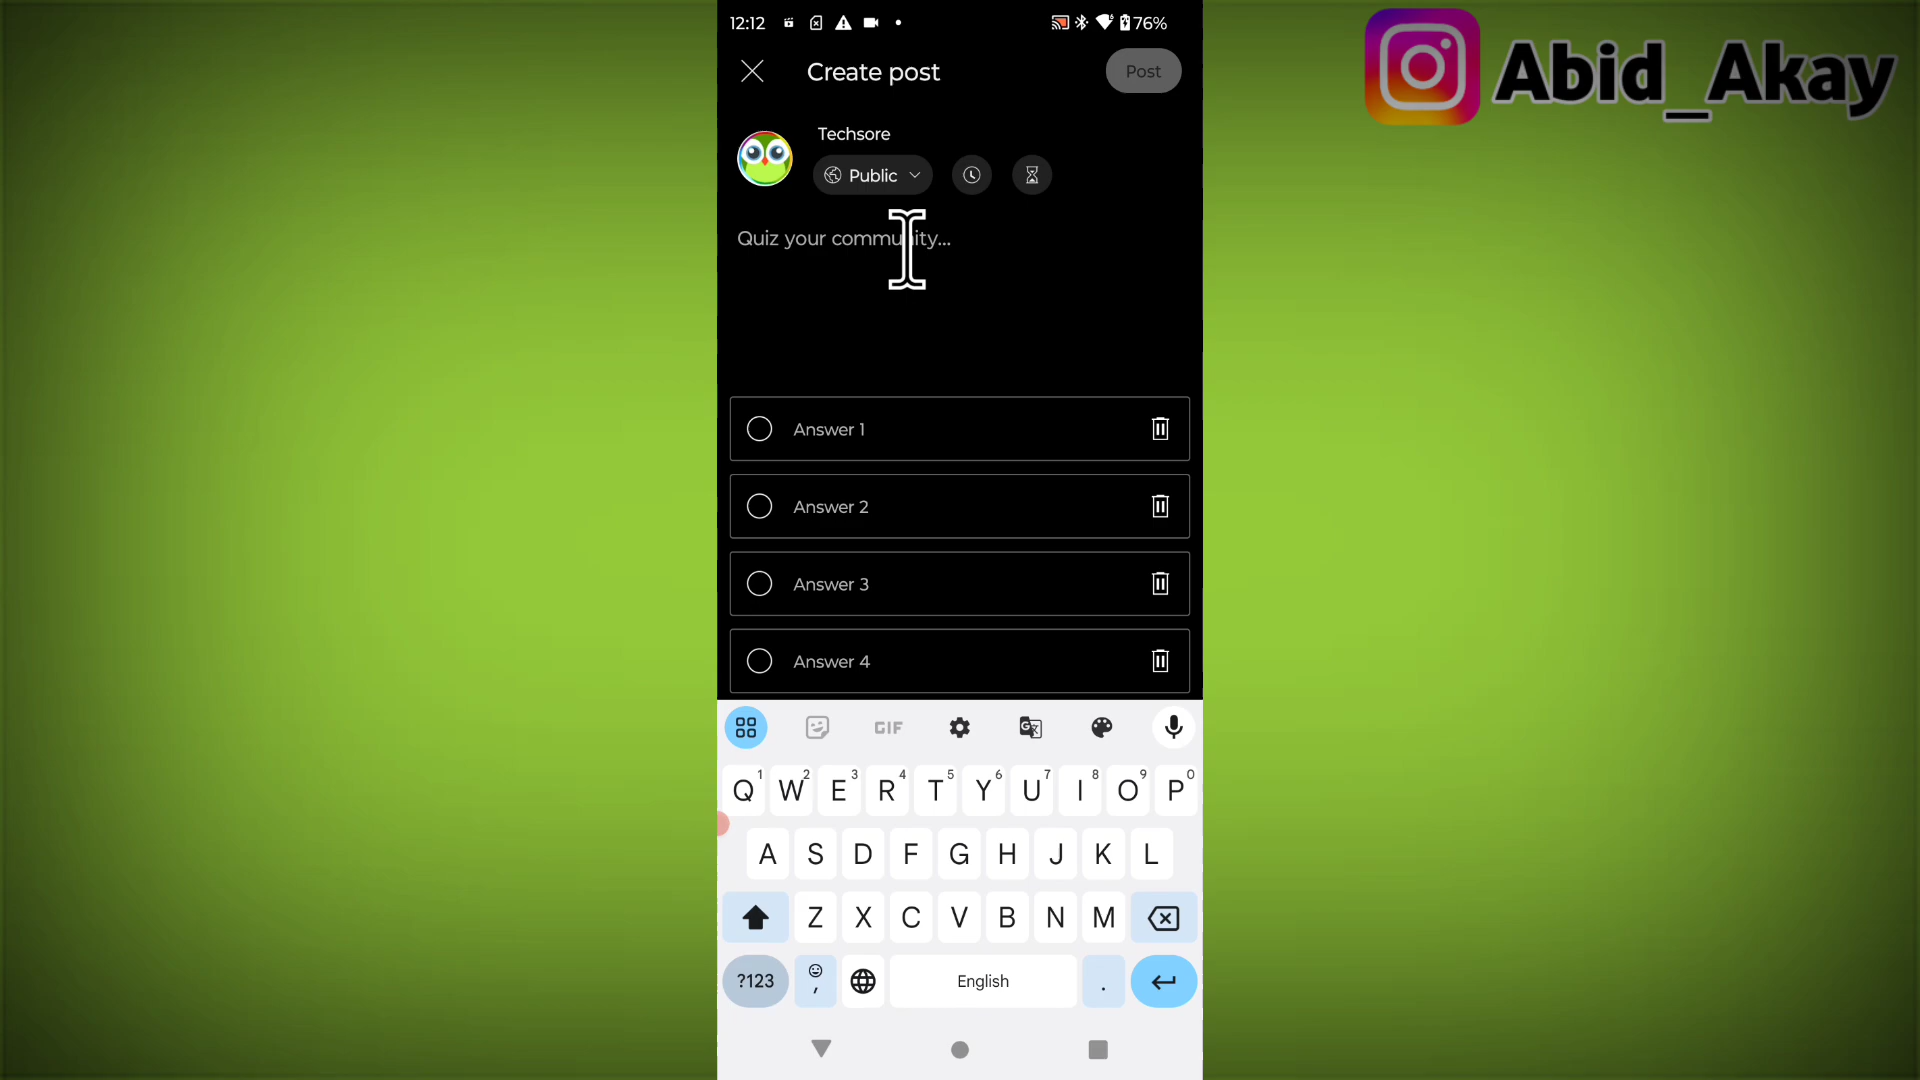 12:12
76%
Create post
Post
Abid_Akay
Techsore
Public
Quiz your community...
Answer 1
Answer 2
Answer 3
Answer 4
GIF
G
Q1 W2 E3 R4 T5 Y6 U7 I8 O9 P0
A S D F G H J K L
Z X C V B N M
?123 , English .